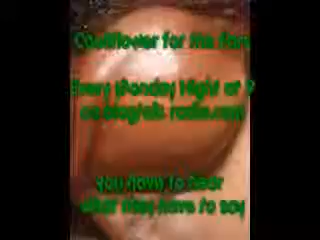 Cauliflower for the Fans
Every Monday Night at 9
on blogtalk radio.com
you have to hear
what they have to say